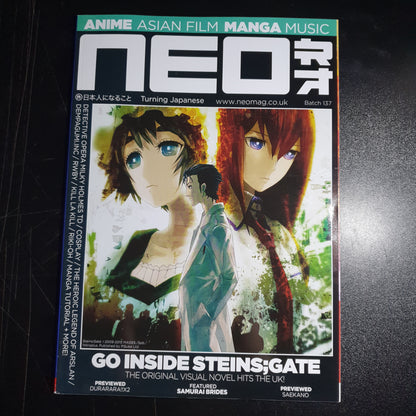 ANIME ASIAN FILM MANGA MUSIC
NEO
ネオ
日本人になること Turning Japanese www.neomag.co.uk Batch 137
DETECTIVE OPERA MILKY HOLMES TD / COSPLAY / THE HEROIC LEGEND OF ARSLAN /
DEMPAGUMI.INC / RWBY / KILL LA KILL / RIKI-OH / MANGA TUTORIAL + MORE!
GO INSIDE STEINS;GATE
THE ORIGINAL VISUAL NOVEL HITS THE UK!
PREVIEWED
DURARARA!!X2
FEATURED
SAMURAI BRIDES
PREVIEWED
SAEKANO